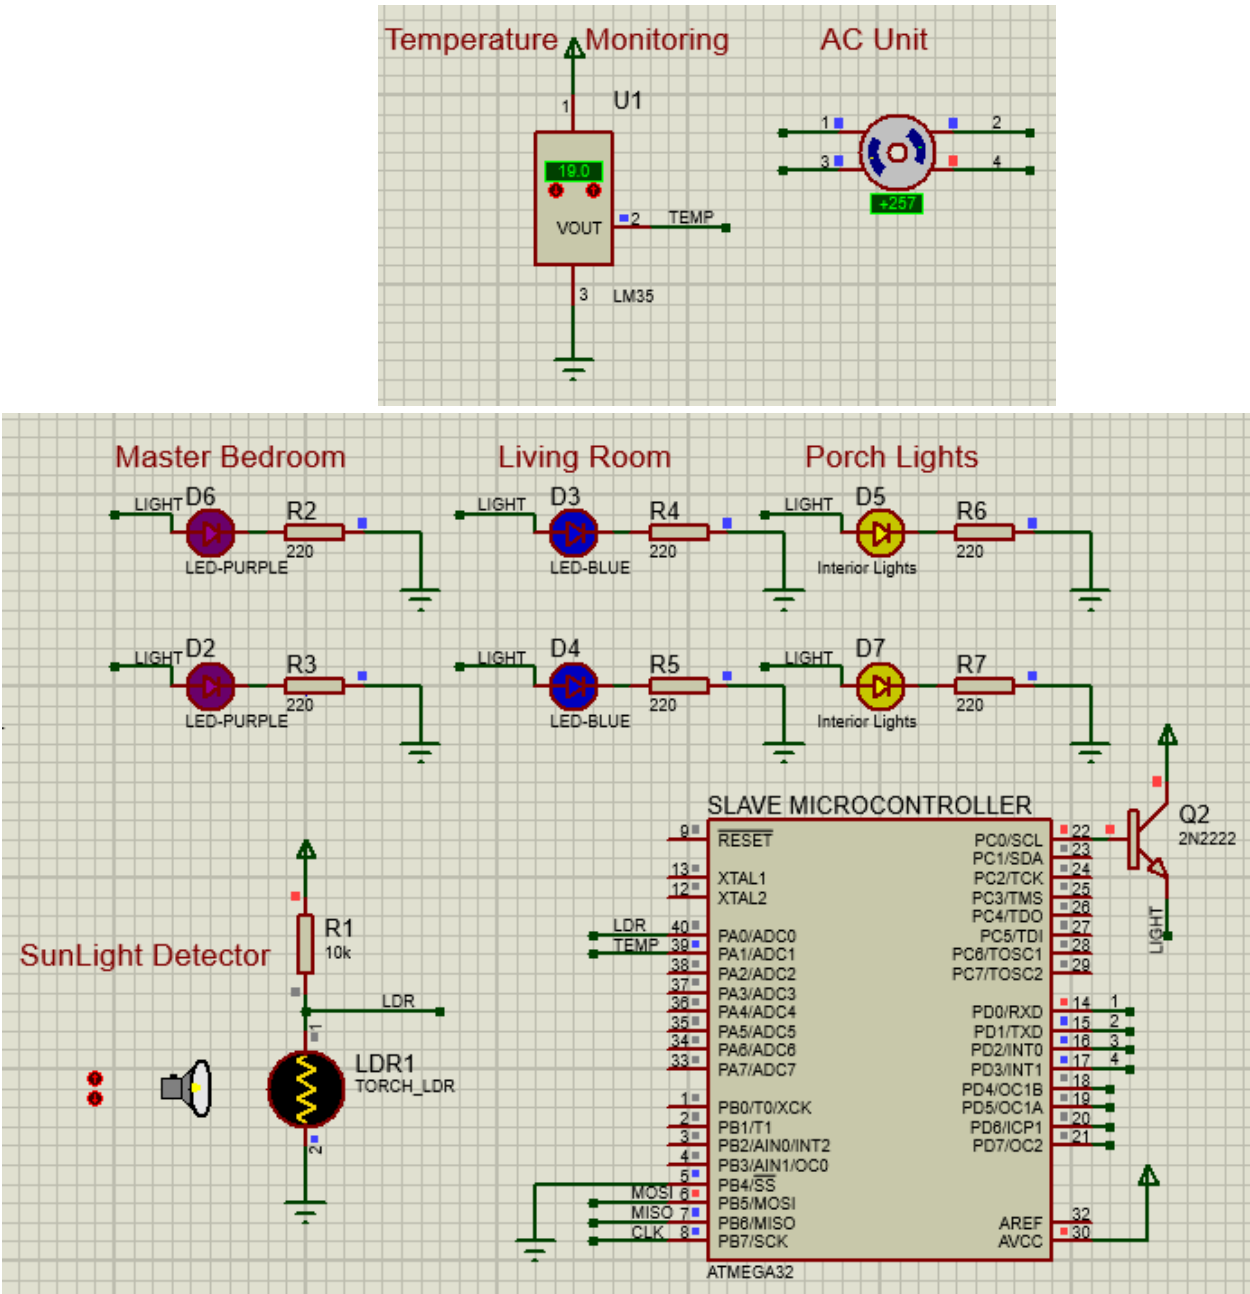 Temperature Monitoring
AC Unit
U1
1
19.0
VOUT
2
TEMP
3
LM35
1
2
3
4
+257
Master Bedroom
Living Room
Porch Lights
LIGHT
D6
R2
220
LED-PURPLE
LIGHT
D3
R4
220
LED-BLUE
LIGHT
D5
R6
220
Interior Lights
LIGHT
D2
R3
220
LED-PURPLE
LIGHT
D4
R5
220
LED-BLUE
LIGHT
D7
R7
220
Interior Lights
SunLight Detector
R1
10k
LDR
1
LDR1
TORCH_LDR
2
SLAVE MICROCONTROLLER
9 RESET
13 XTAL1
12 XTAL2
LDR 40 PA0/ADC0
TEMP 39 PA1/ADC1
38 PA2/ADC2
37 PA3/ADC3
36 PA4/ADC4
35 PA5/ADC5
34 PA6/ADC6
33 PA7/ADC7
1 PB0/T0/XCK
2 PB1/T1
3 PB2/AIN0/INT2
4 PB3/AIN1/OC0
5 PB4/SS
MOSI 6 PB5/MOSI
MISO 7 PB6/MISO
CLK 8 PB7/SCK
PC0/SCL 22
PC1/SDA 23
PC2/TCK 24
PC3/TMS 25
PC4/TDO 26
PC5/TDI 27
PC6/TOSC1 28
PC7/TOSC2 29
PD0/RXD 14 1
PD1/TXD 15 2
PD2/INT0 16 3
PD3/INT1 17 4
PD4/OC1B 18
PD5/OC1A 19
PD6/ICP1 20
PD7/OC2 21
AREF 32
AVCC 30
ATMEGA32
Q2
2N2222
LIGHT